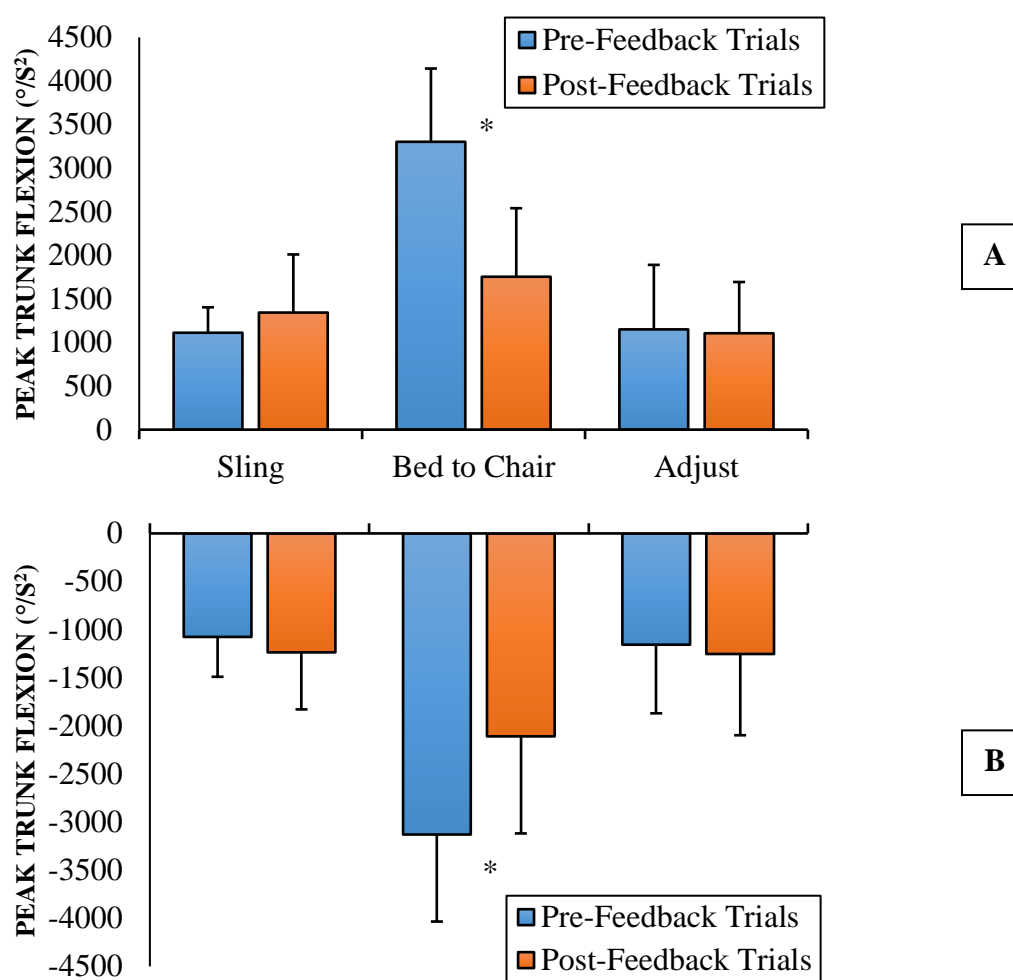 PEAK TRUNK FLEXION (°/S²)
4500
4000
3500
3000
2500
2000
1500
1000
500
0
Pre-Feedback Trials
Post-Feedback Trials
*
Sling
Bed to Chair
Adjust
A
PEAK TRUNK FLEXION (°/S²)
0
-500
-1000
-1500
-2000
-2500
-3000
-3500
-4000
-4500
*
Pre-Feedback Trials
Post-Feedback Trials
B